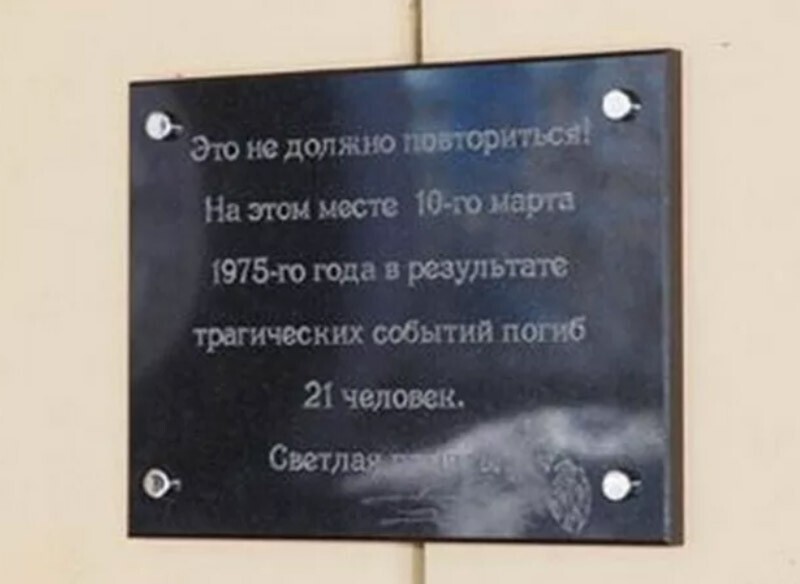 Это не должно повториться!
На этом месте 10-го марта
1975-го года в результате
трагических событий погиб
21 человек.
Светлая